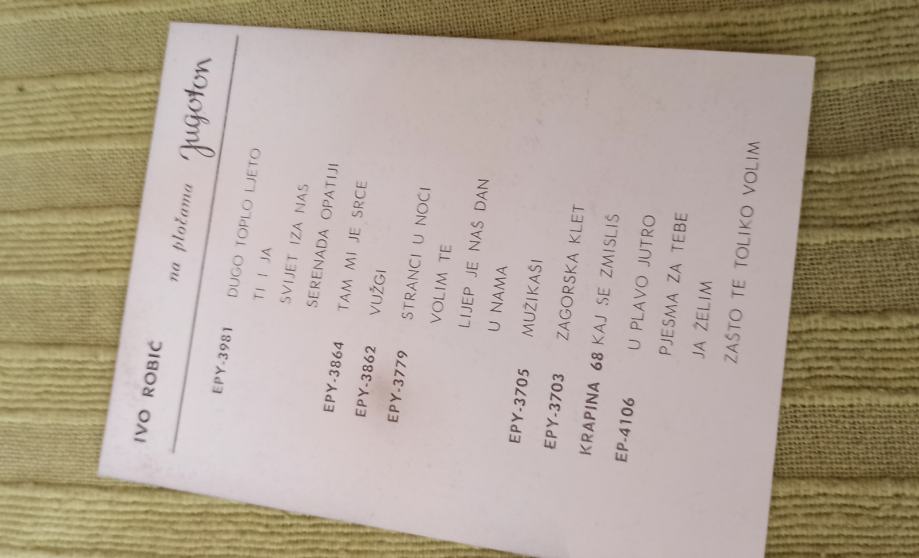 IVO ROBIĆ na pločama Jugoton
EPY-3981 DUGO TOPLO LJETO
TI I JA
SVIJET IZA NAS
SERENADA OPATIJI
EPY-3864 TAM MI JE SRCE
EPY-3862 VUŽGI
EPY-3779 STRANCI U NOĆI
VOLIM TE
LIJEP JE NAŠ DAN
U NAMA
EPY-3705 MUZIKAŠI
EPY-3703 ZAGORSKA KLET
KRAPINA 68 KAJ SE ZMISLIŠ
EP-4106 U PLAVO JUTRO
PJESMA ZA TEBE
JA ŽELIM
ZAŠTO TE TOLIKO VOLIM